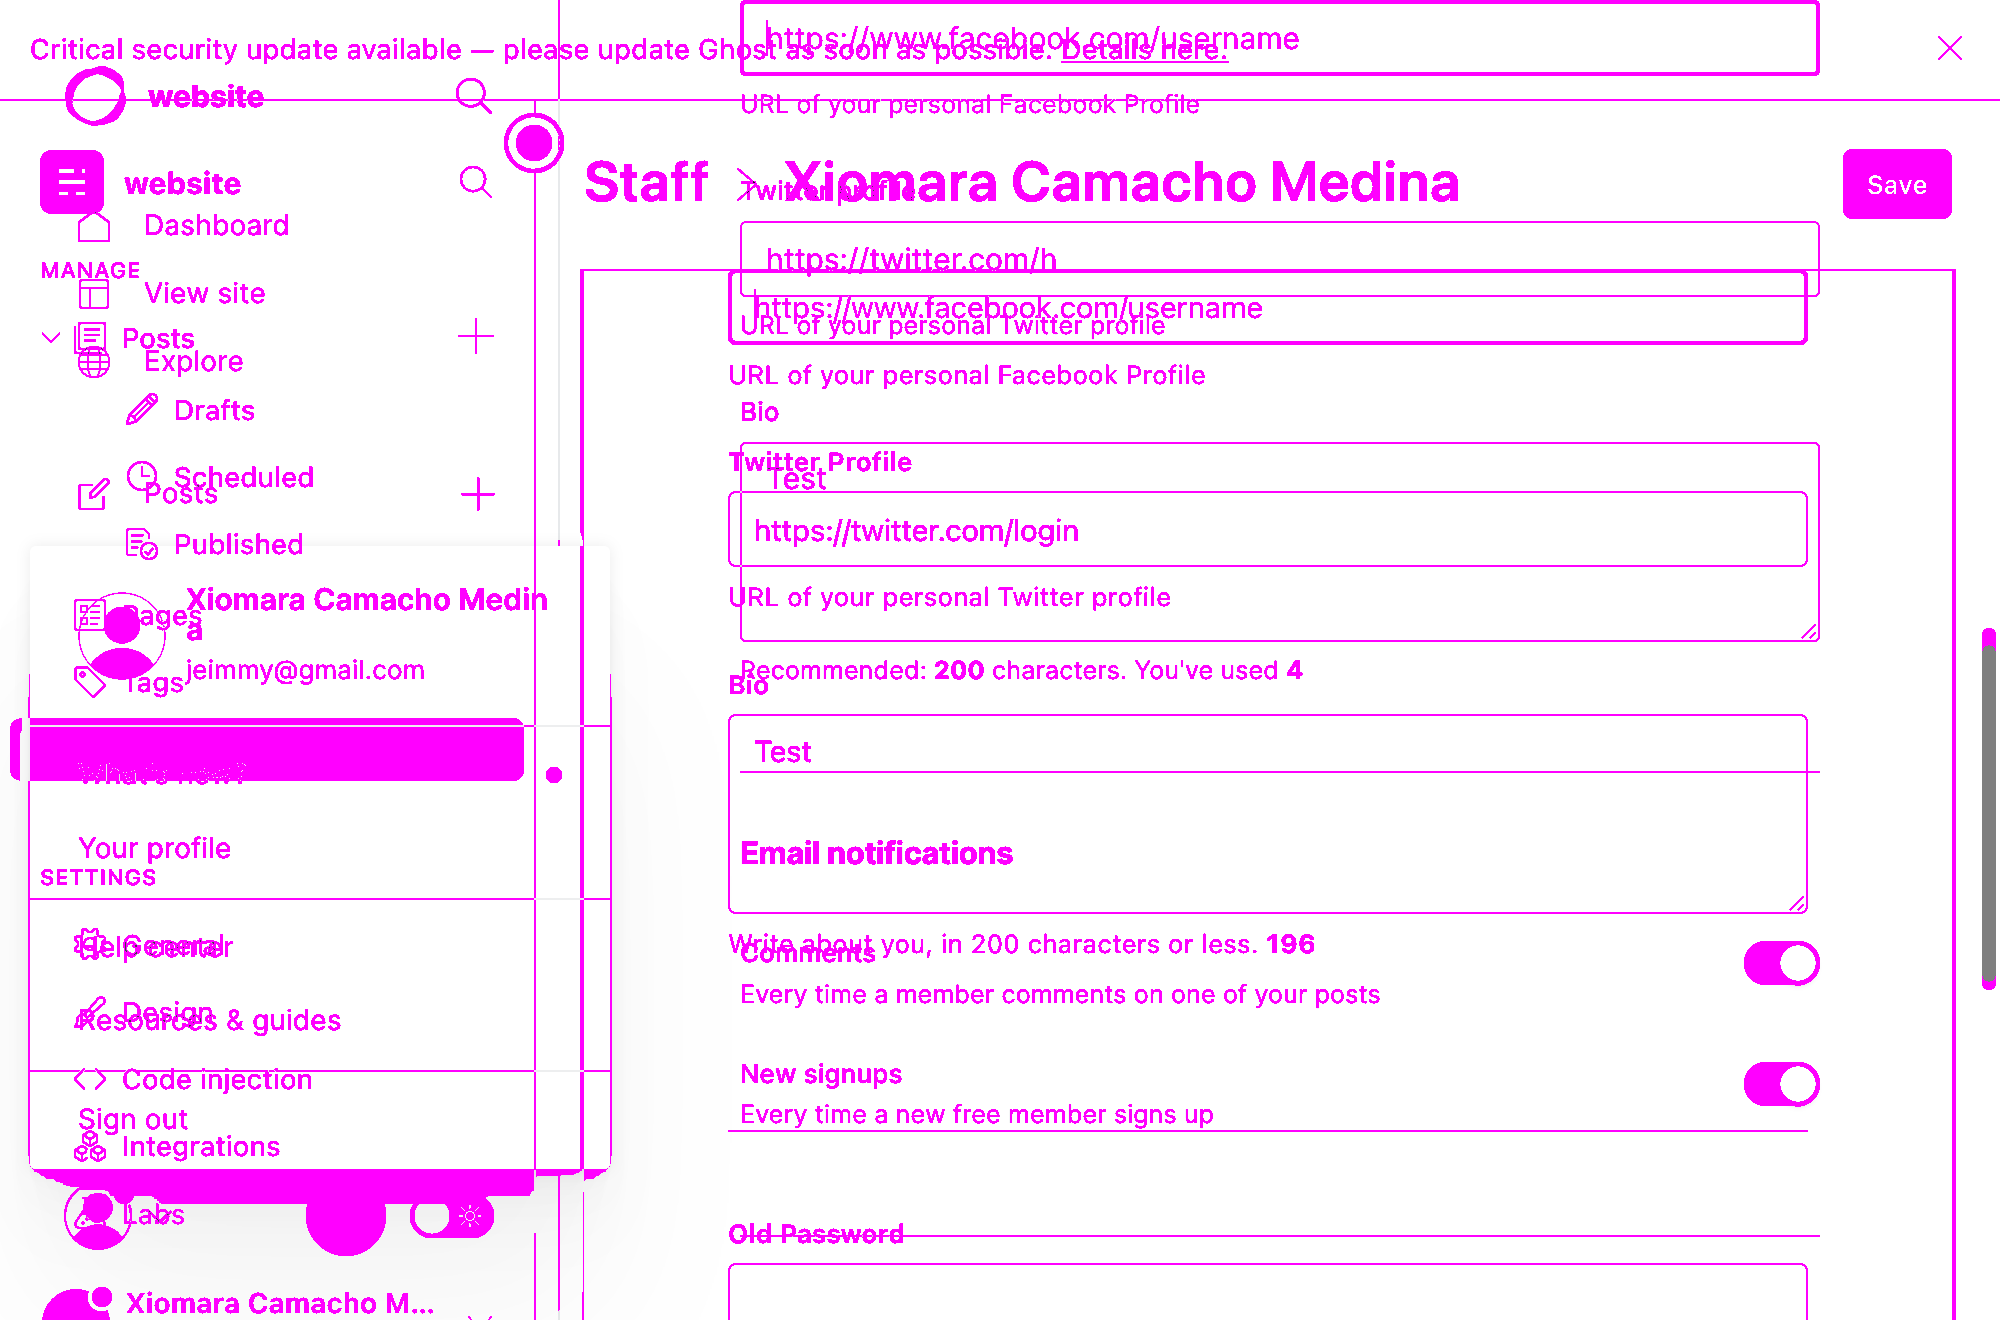 https://www.facebook.com/username
Critical security update available — please update Ghost as soon as possible. Details here.
website
URL of your personal Facebook Profile
website
Staff
Xiomara Camacho Medina
Save
Twitter profile
Dashboard
https://twitter.com/h
MANAGE
View site
https://www.facebook.com/username
URL of your personal Twitter profile
Posts
Explore
URL of your personal Facebook Profile
Drafts
Bio
Twitter Profile
Scheduled
Test
Posts
https://twitter.com/login
Published
Xiomara Camacho Medin
a
URL of your personal Twitter profile
Pages
jeimmy@gmail.com
Recommended: 200 characters. You've used 4
Tags
Bio
Test
What's new?
Your profile
Email notifications
SETTINGS
General
Help center
Write about you, in 200 characters or less. 196
Comments
Every time a member comments on one of your posts
Design
Resources & guides
Code injection
New signups
Sign out
Every time a new free member signs up
Integrations
Labs
Old Password
Xiomara Camacho M...